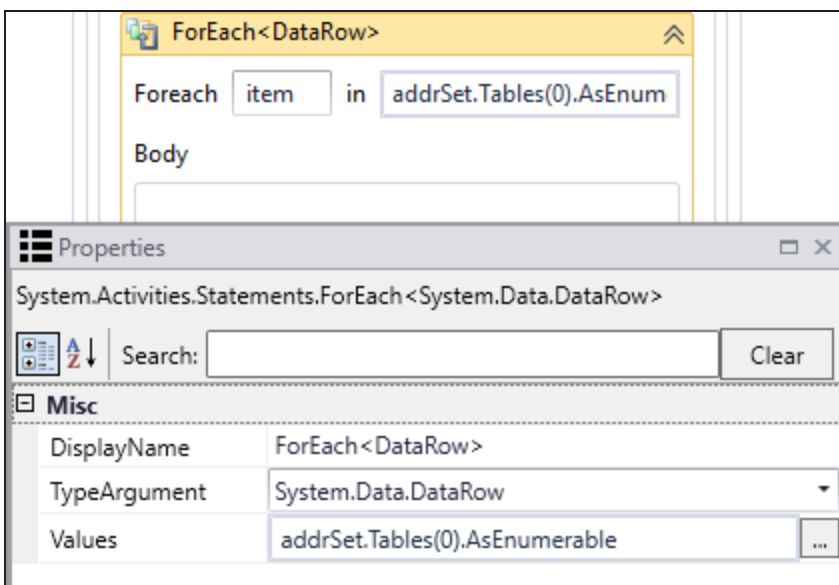 ForEach<DataRow>
Foreach item in addrSet.Tables(0).AsEnum
Body
Properties
System.Activities.Statements.ForEach<System.Data.DataRow>
A Z Search: Clear
Misc
DisplayName ForEach<DataRow>
TypeArgument System.Data.DataRow
Values addrSet.Tables(0).AsEnumerable ...